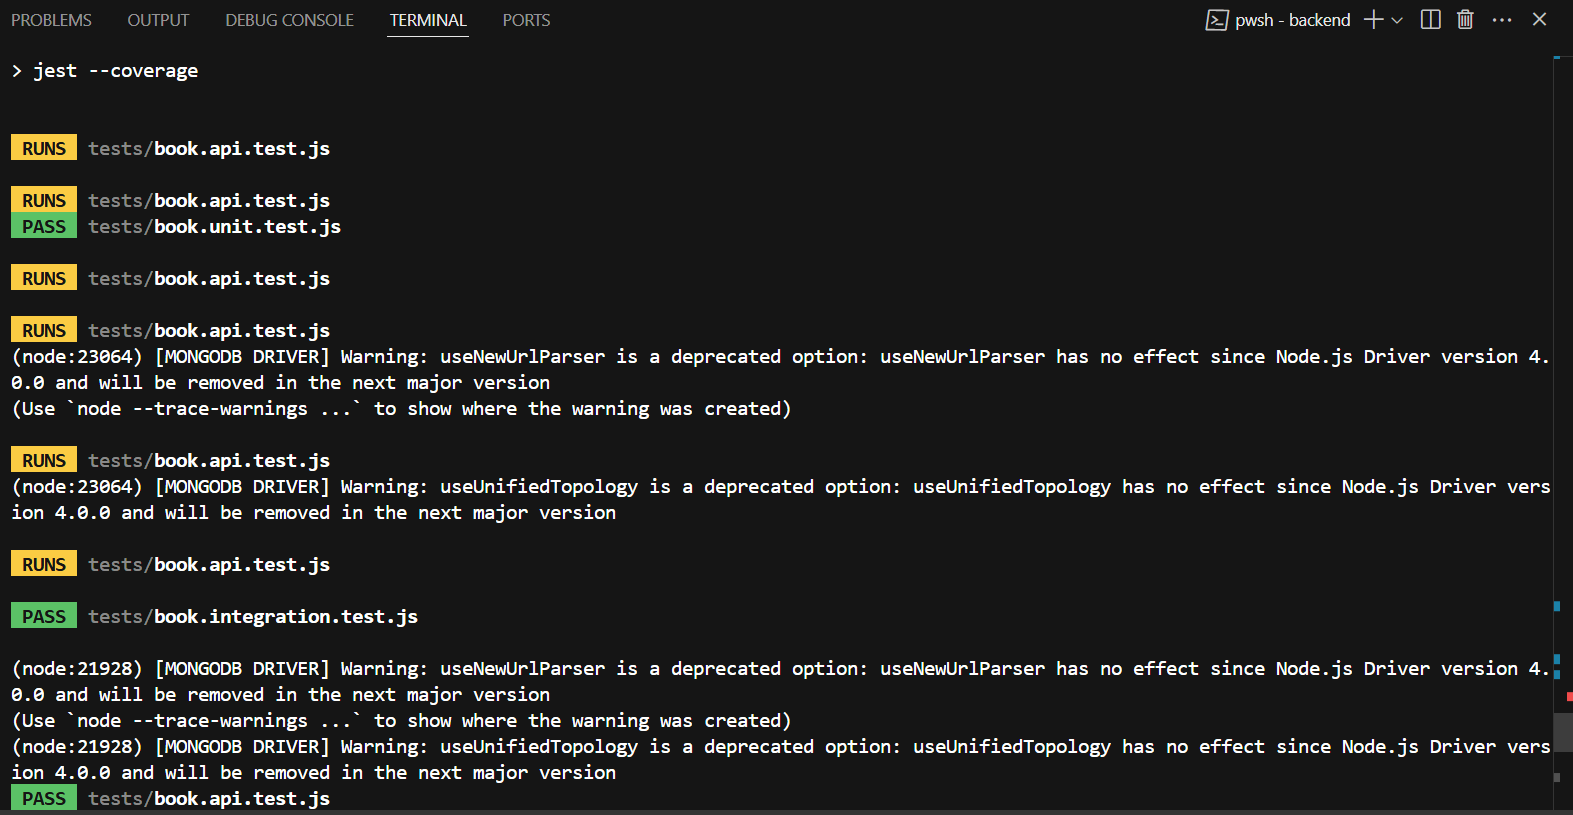 PROBLEMS OUTPUT DEBUG CONSOLE TERMINAL PORTS pwsh - backend
> jest --coverage
RUNS tests/book.api.test.js
RUNS tests/book.api.test.js
PASS tests/book.unit.test.js
RUNS tests/book.api.test.js
RUNS tests/book.api.test.js
(node:23064) [MONGODB DRIVER] Warning: useNewUrlParser is a deprecated option: useNewUrlParser has no effect since Node.js Driver version 4.
0.0 and will be removed in the next major version
(Use `node --trace-warnings ...` to show where the warning was created)
RUNS tests/book.api.test.js
(node:23064) [MONGODB DRIVER] Warning: useUnifiedTopology is a deprecated option: useUnifiedTopology has no effect since Node.js Driver vers
ion 4.0.0 and will be removed in the next major version
RUNS tests/book.api.test.js
PASS tests/book.integration.test.js
(node:21928) [MONGODB DRIVER] Warning: useNewUrlParser is a deprecated option: useNewUrlParser has no effect since Node.js Driver version 4.
0.0 and will be removed in the next major version
(Use `node --trace-warnings ...` to show where the warning was created)
(node:21928) [MONGODB DRIVER] Warning: useUnifiedTopology is a deprecated option: useUnifiedTopology has no effect since Node.js Driver vers
ion 4.0.0 and will be removed in the next major version
PASS tests/book.api.test.js